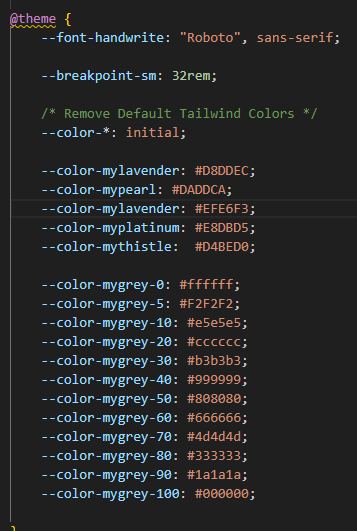 @theme {
--font-handwrite: "Roboto", sans-serif;
--breakpoint-sm: 32rem;
/* Remove Default Tailwind Colors */
--color-*: initial;
--color-mylavender: #D8DDEC;
--color-mypearl: #DADDCA;
--color-mylavender: #EFE6F3;
--color-myplatinum: #E8DBD5;
--color-mythistle:  #D4BED0;
--color-mygrey-0: #ffffff;
--color-mygrey-5: #F2F2F2;
--color-mygrey-10: #e5e5e5;
--color-mygrey-20: #cccccc;
--color-mygrey-30: #b3b3b3;
--color-mygrey-40: #999999;
--color-mygrey-50: #808080;
--color-mygrey-60: #666666;
--color-mygrey-70: #4d4d4d;
--color-mygrey-80: #333333;
--color-mygrey-90: #1a1a1a;
--color-mygrey-100: #000000;
}